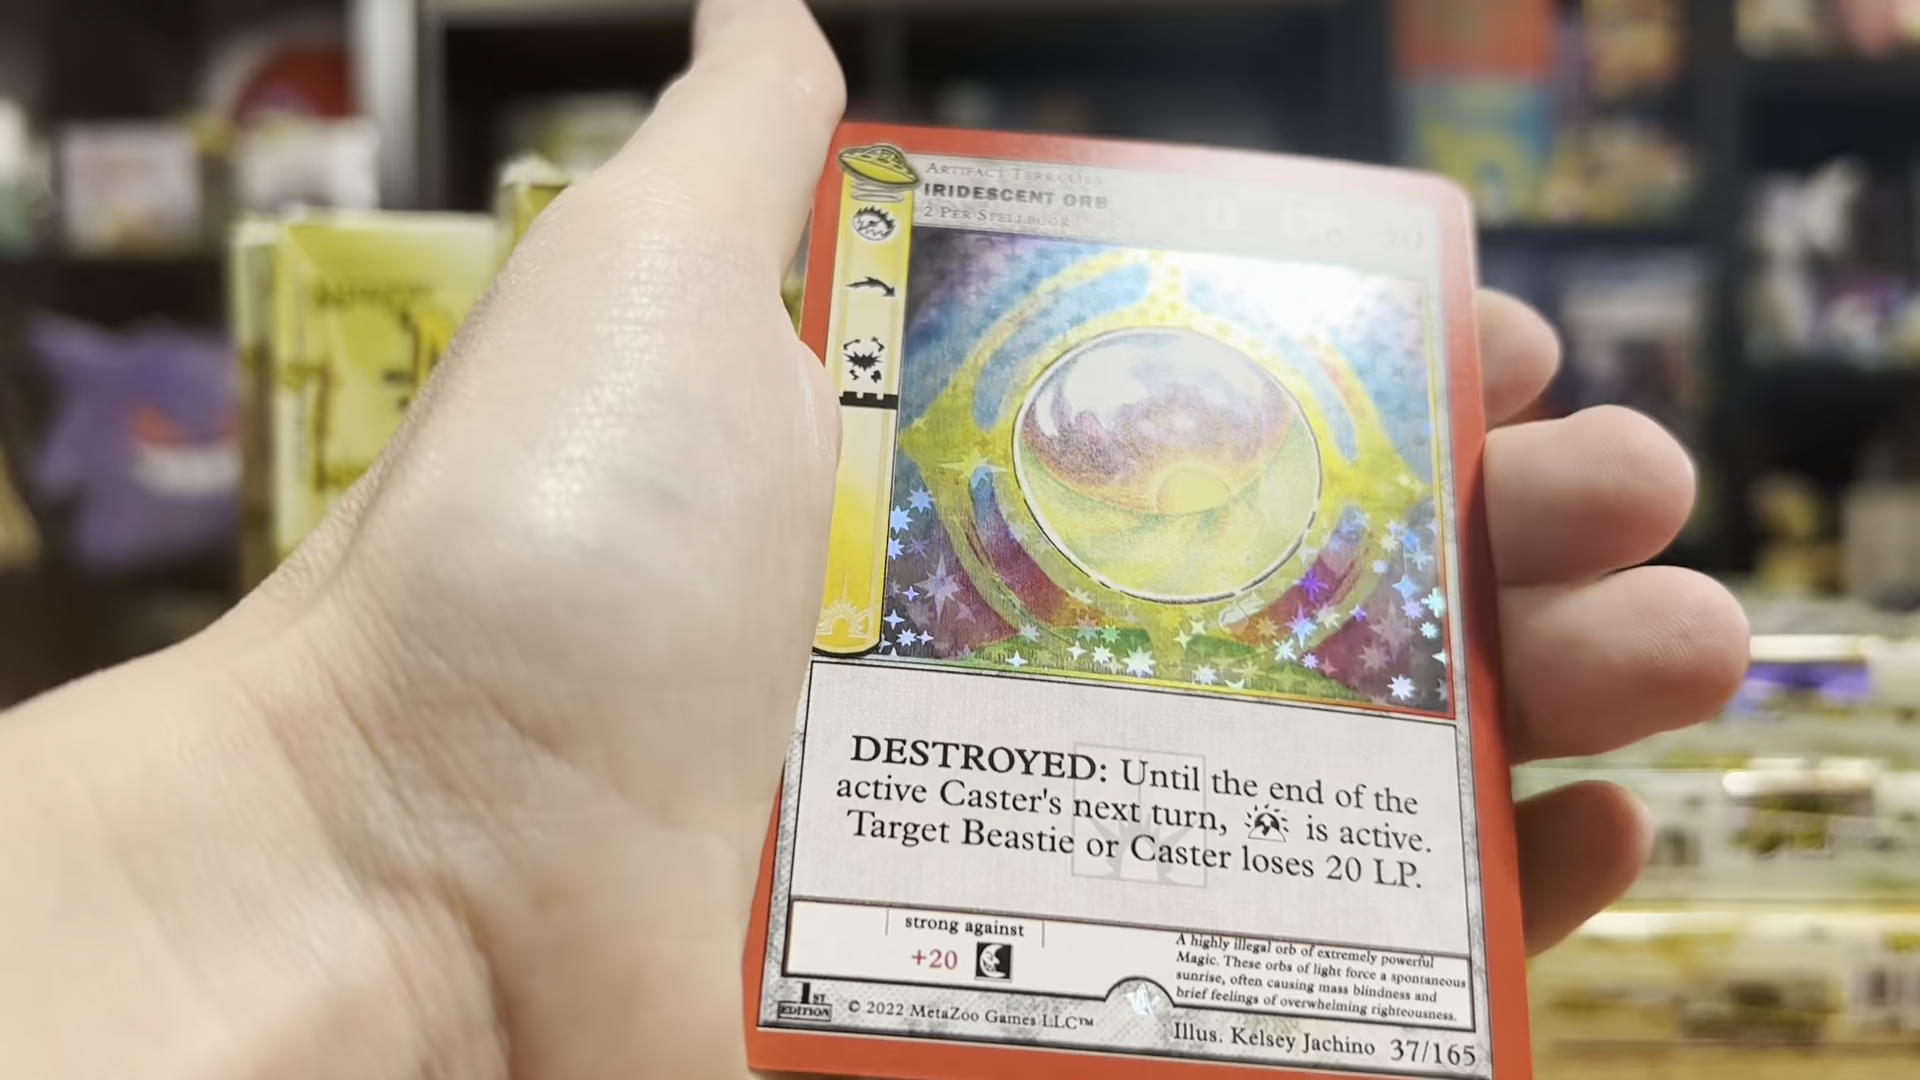 ARTIFACT TERRA ORB
IRIDESCENT ORB
2 PER SPELLBOOK
DESTROYED: Until the end of the
active Caster's next turn, is active.
Target Beastie or Caster loses 20 LP.
strong against
+20
A highly illegal orb of extremely powerful
Magic. These orbs of light force a spontaneous
sunrise, often causing mass blindness and
brief feelings of overwhelming righteousness.
1ST
EDITION
© 2022 MetaZoo Games LLC™
Illus. Kelsey Jachino 37/165